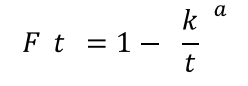 F t = 1 − k/t ^a